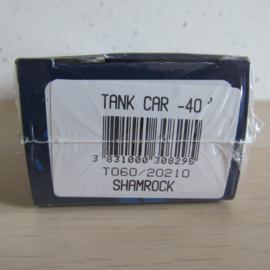 TANK CAR -40'
3 831000 308295
T060/20210
SHAMROCK